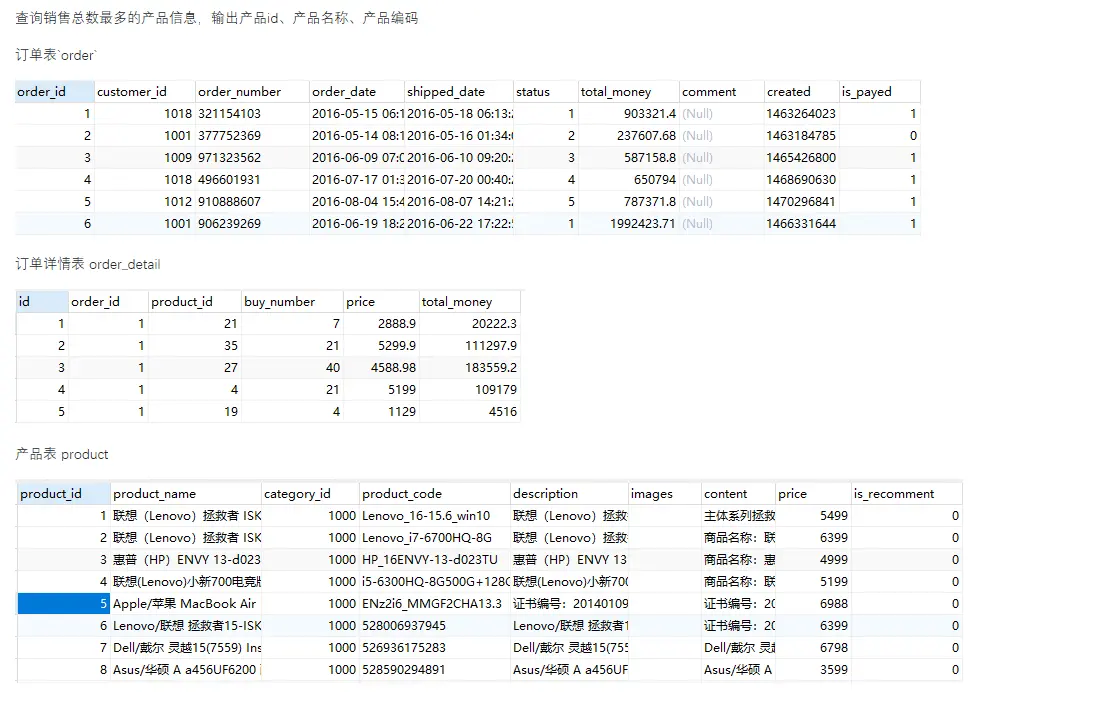 查询销售总数最多的产品信息，输出产品id、产品名称、产品编码
订单表`order`
order_id customer_id order_number order_date shipped_date status total_money comment created is_payed
1 1018 321154103 2016-05-15 06:1 2016-05-18 06:13: 1 903321.4 (Null) 1463264023 1
2 1001 377752369 2016-05-14 08:1 2016-05-16 01:34: 2 237607.68 (Null) 1463184785 0
3 1009 971323562 2016-06-09 07:0 2016-06-10 09:20: 3 587158.8 (Null) 1465426800 1
4 1018 496601931 2016-07-17 01:3 2016-07-20 00:40: 4 650794 (Null) 1468690630 1
5 1012 910888607 2016-08-04 15:4 2016-08-07 14:21: 5 787371.8 (Null) 1470296841 1
6 1001 906239269 2016-06-19 18:2 2016-06-22 17:22: 1 1992423.71 (Null) 1466331644 1
订单详情表 order_detail
id order_id product_id buy_number price total_money
1 1 21 7 2888.9 20222.3
2 1 35 21 5299.9 111297.9
3 1 27 40 4588.98 183559.2
4 1 4 21 5199 109179
5 1 19 4 1129 4516
产品表 product
product_id product_name category_id product_code description images content price is_recomment
1 联想（Lenovo）拯救者 ISK 1000 Lenovo_16-15.6_win10 联想（Lenovo）拯救 主体系列拯救 5499 0
2 联想（Lenovo）拯救者 ISK 1000 Lenovo_i7-6700HQ-8G 联想（Lenovo）拯救 商品名称：联 6399 0
3 惠普（HP）ENVY 13-d023 1000 HP_16ENVY-13-d023TU 惠普（HP）ENVY 13 商品名称：惠 4999 0
4 联想(Lenovo)小新700电竞版 1000 i5-6300HQ-8G500G+128G 联想(Lenovo)小新700 商品名称：联 5199 0
5 Apple/苹果 MacBook Air 1000 ENz2i6_MMGF2CHA13.3 证书编号：20140109 证书编号：20 6988 0
6 Lenovo/联想 拯救者15-ISK 1000 528006937945 Lenovo/联想 拯救者1 证书编号：20 6399 0
7 Dell/戴尔 灵越15(7559) Ins 1000 526936175283 Dell/戴尔 灵越15(755 Dell/戴尔 灵 6798 0
8 Asus/华硕 A a456UF6200 1000 528590294891 Asus/华硕 A a456UF Asus/华硕 A 3599 0